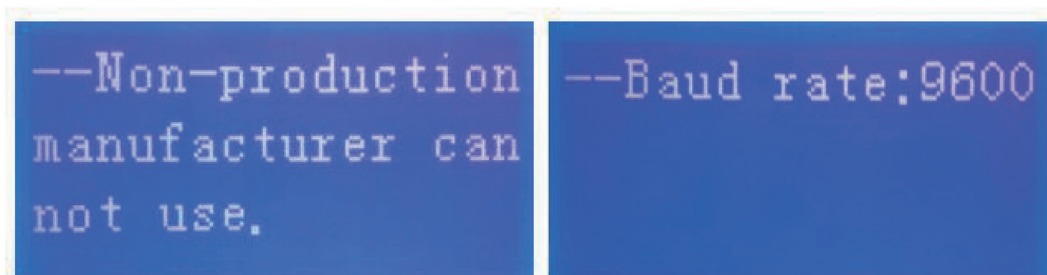 --Non-production
manufacturer can
not use.
--Baud rate:9600